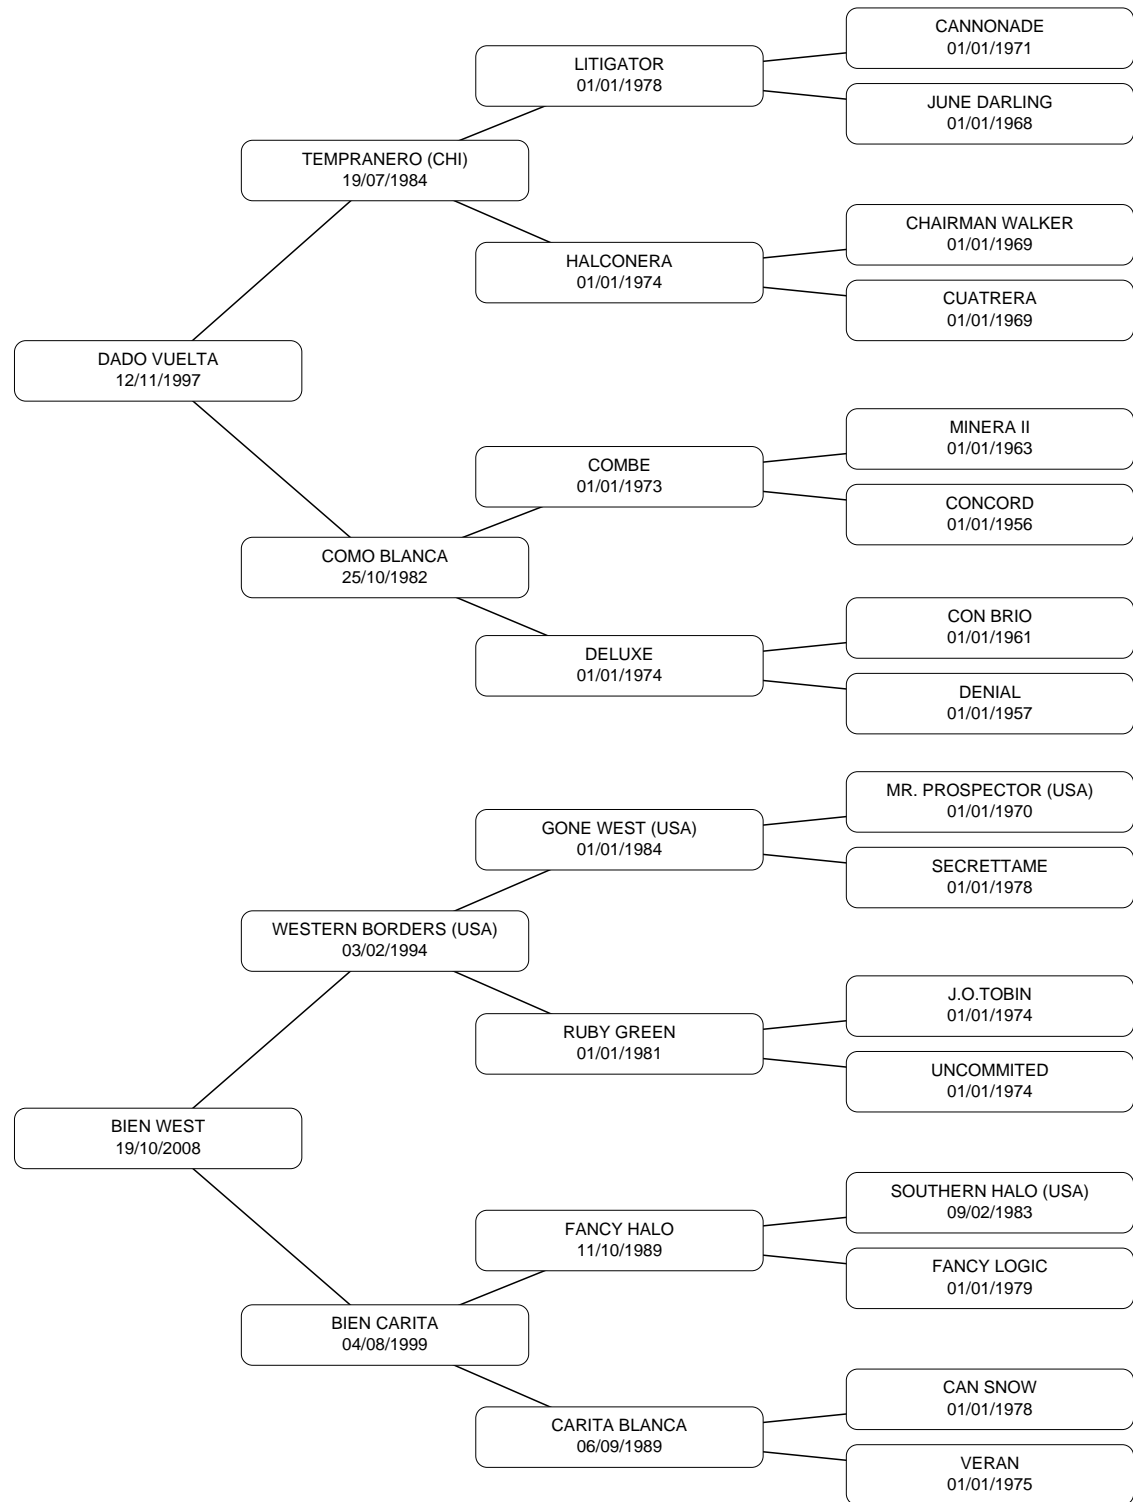 CANNONADE
01/01/1971
LITIGATOR
01/01/1978
JUNE DARLING
01/01/1968
TEMPRANERO (CHI)
19/07/1984
CHAIRMAN WALKER
01/01/1969
HALCONERA
01/01/1974
CUATRERA
01/01/1969
DADO VUELTA
12/11/1997
MINERA II
01/01/1963
COMBE
01/01/1973
CONCORD
01/01/1956
COMO BLANCA
25/10/1982
CON BRIO
01/01/1961
DELUXE
01/01/1974
DENIAL
01/01/1957
MR. PROSPECTOR (USA)
01/01/1970
GONE WEST (USA)
01/01/1984
SECRETTAME
01/01/1978
WESTERN BORDERS (USA)
03/02/1994
J.O.TOBIN
01/01/1974
RUBY GREEN
01/01/1981
UNCOMMITED
01/01/1974
BIEN WEST
19/10/2008
SOUTHERN HALO (USA)
09/02/1983
FANCY HALO
11/10/1989
FANCY LOGIC
01/01/1979
BIEN CARITA
04/08/1999
CAN SNOW
01/01/1978
CARITA BLANCA
06/09/1989
VERAN
01/01/1975